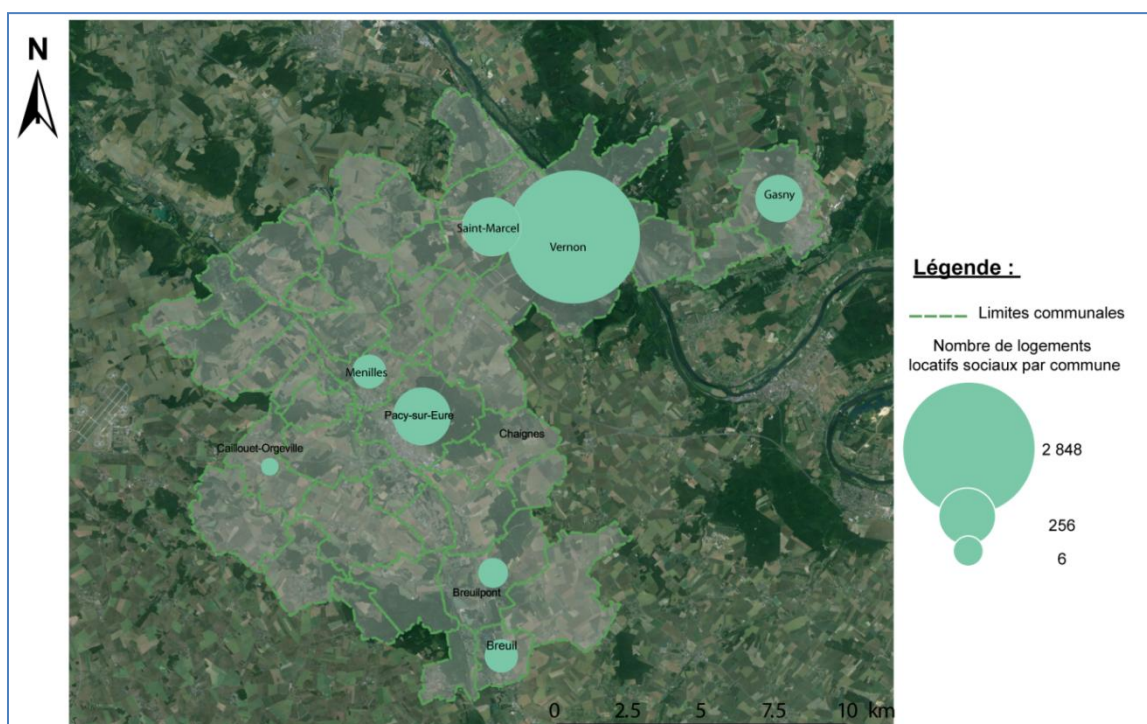 N
Gasny
Saint-Marcel
Vernon
Légende :
Limites communales
Nombre de logements
locatifs sociaux par commune
Menilles
Pacy-sur-Eure
Chaignes
Caillouet-Orgeville
2 848
256
6
Breuilpont
Breuil
0 2.5 5 7.5 10 km